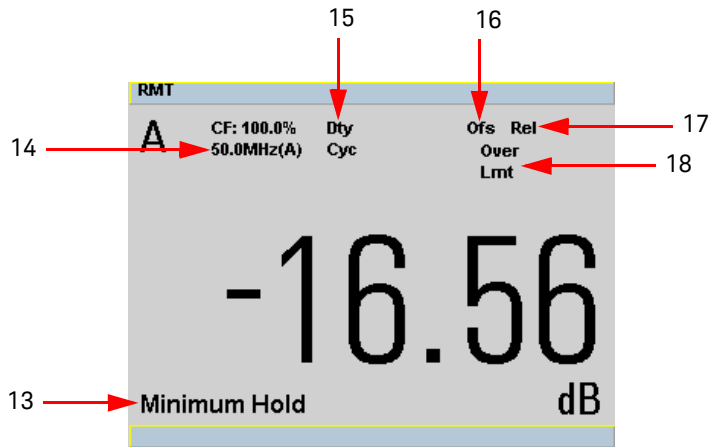 15
16
RMT
A
CF: 100.0%
Dty
Ofs Rel
17
14
50.0MHz(A)
Cyc
Over
18
Lmt
-16.56
13
Minimum Hold
dB